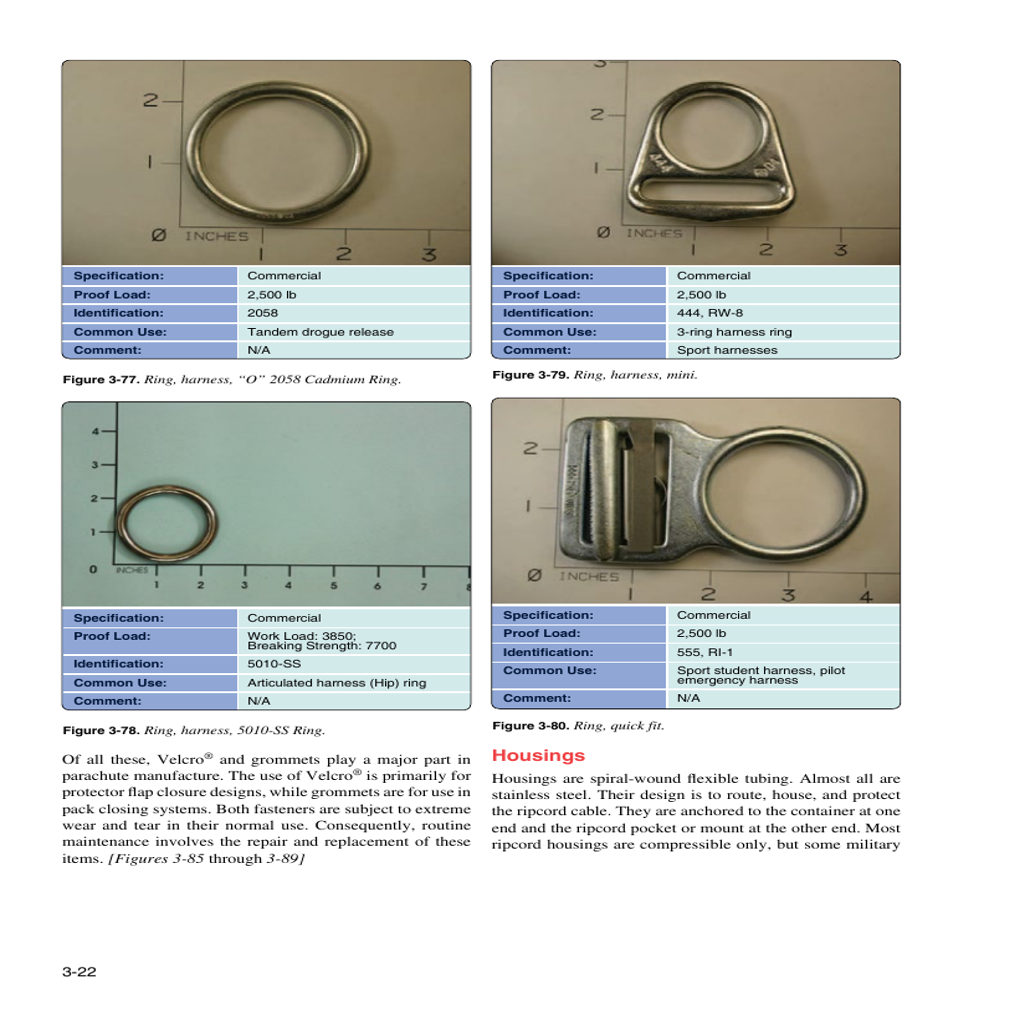 3
2
1
Ø INCHES
1 2 3
Specification: Commercial
Proof Load: 2,500 lb
Identification: 2058
Common Use: Tandem drogue release
Comment: N/A
Figure 3-77. Ring, harness, “O” 2058 Cadmium Ring.
4
3
2
1
0 INCHES
1 2 3 4 5 6 7 8
Specification: Commercial
Proof Load: Work Load: 3850;
Breaking Strength: 7700
Identification: 5010-SS
Common Use: Articulated harness (Hip) ring
Comment: N/A
Figure 3-78. Ring, harness, 5010-SS Ring.
Of all these, Velcro® and grommets play a major part in
parachute manufacture. The use of Velcro® is primarily for
protector flap closure designs, while grommets are for use in
pack closing systems. Both fasteners are subject to extreme
wear and tear in their normal use. Consequently, routine
maintenance involves the repair and replacement of these
items. [Figures 3-85 through 3-89]
2
1
444
Ø INCHES
1 2 3
Specification: Commercial
Proof Load: 2,500 lb
Identification: 444, RW-8
Common Use: 3-ring harness ring
Comment: Sport harnesses
Figure 3-79. Ring, harness, mini.
2
1
Ø INCHES
1 2 3 4
Specification: Commercial
Proof Load: 2,500 lb
Identification: 555, RI-1
Common Use: Sport student harness, pilot
emergency harness
Comment: N/A
Figure 3-80. Ring, quick fit.
Housings
Housings are spiral-wound flexible tubing. Almost all are
stainless steel. Their design is to route, house, and protect
the ripcord cable. They are anchored to the container at one
end and the ripcord pocket or mount at the other end. Most
ripcord housings are compressible only, but some military
3-22